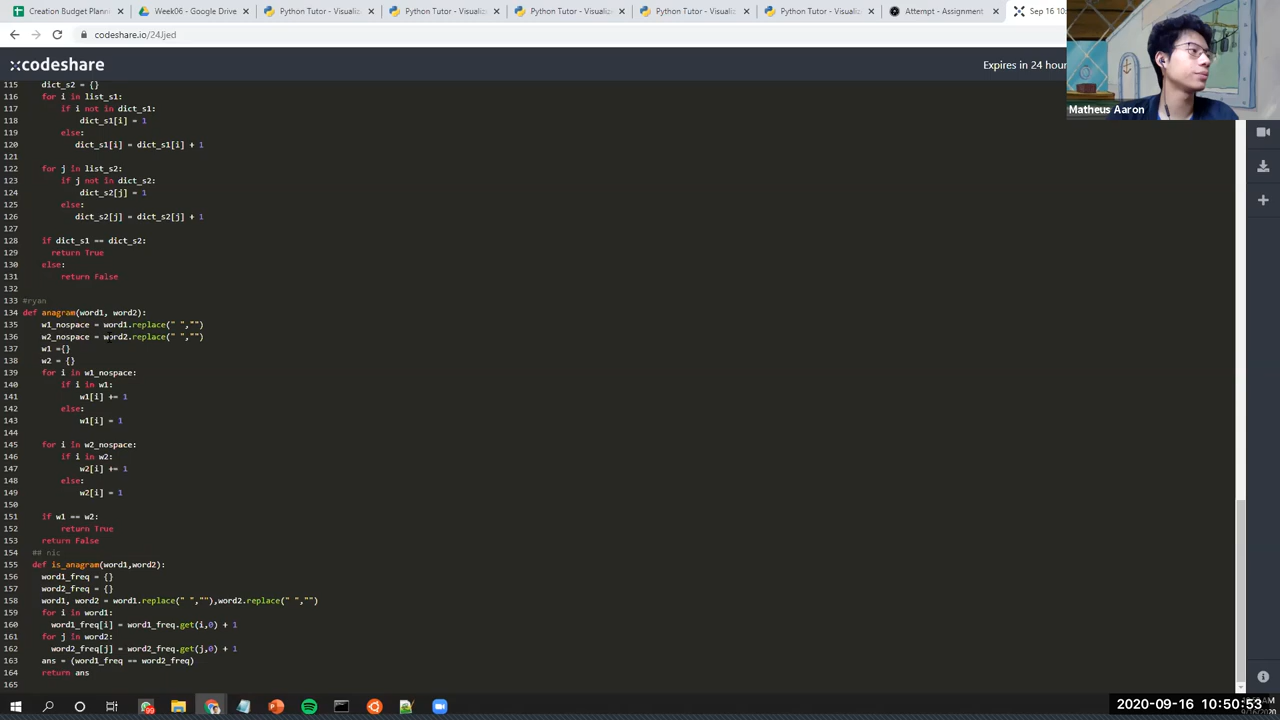 Creation Budget Planne
Week06 - Google Drive
Python Tutor - Visualiz
Python Tutor - Visualiz
Python Tutor - Visualiz
Python Tutor - Visualiz
Python Tutor - Visualiz
Attempt - Assignment
Sep 16 10:
codeshare.io/24Jjed
codeshare
Expires in 24 hour
Matheus Aaron
115 dict_s2 = {}
116 for i in list_s1:
117 if i not in dict_s1:
118 dict_s1[i] = 1
119 else:
120 dict_s1[i] = dict_s1[i] + 1
121
122 for j in list_s2:
123 if j not in dict_s2:
124 dict_s2[j] = 1
125 else:
126 dict_s2[j] = dict_s2[j] + 1
127
128 if dict_s1 == dict_s2:
129 return True
130 else:
131 return False
132
133 #ryan
134 def anagram(word1, word2):
135 w1_nospace = word1.replace(" ","")
136 w2_nospace = word2.replace(" ","")
137 w1 ={}
138 w2 = {}
139 for i in w1_nospace:
140 if i in w1:
141 w1[i] += 1
142 else:
143 w1[i] = 1
144
145 for i in w2_nospace:
146 if i in w2:
147 w2[i] += 1
148 else:
149 w2[i] = 1
150
151 if w1 == w2:
152 return True
153 return False
154 ## nic
155 def is_anagram(word1,word2):
156 word1_freq = {}
157 word2_freq = {}
158 word1, word2 = word1.replace(" ",""),word2.replace(" ","")
159 for i in word1:
160 word1_freq[i] = word1_freq.get(i,0) + 1
161 for j in word2:
162 word2_freq[j] = word2_freq.get(j,0) + 1
163 ans = (word1_freq == word2_freq)
164 return ans
165
2020-09-16 10:50:53